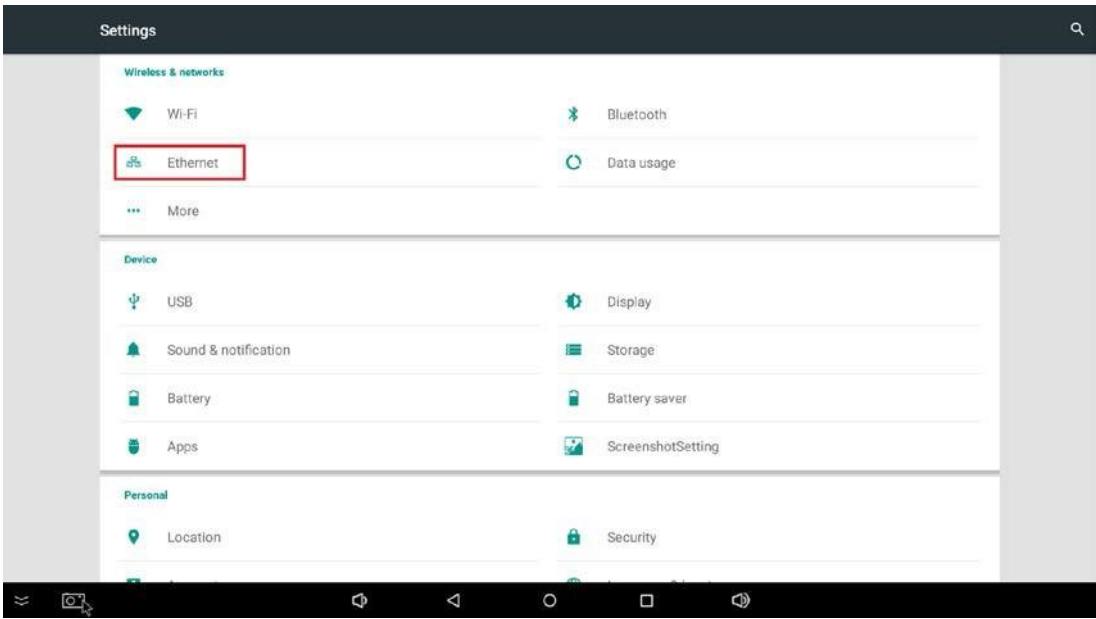 Settings
Wireless & networks
Wi-Fi
Bluetooth
Ethernet
Data usage
More
Device
USB
Display
Sound & notification
Storage
Battery
Battery saver
Apps
ScreenshotSetting
Personal
Location
Security